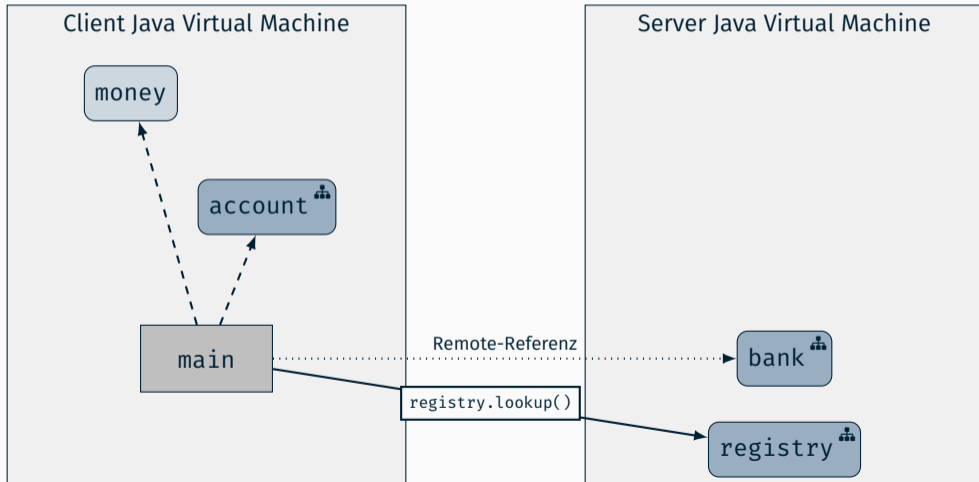 Client Java Virtual Machine
Server Java Virtual Machine
money
account
main
Remote-Referenz
bank
registry.lookup()
registry